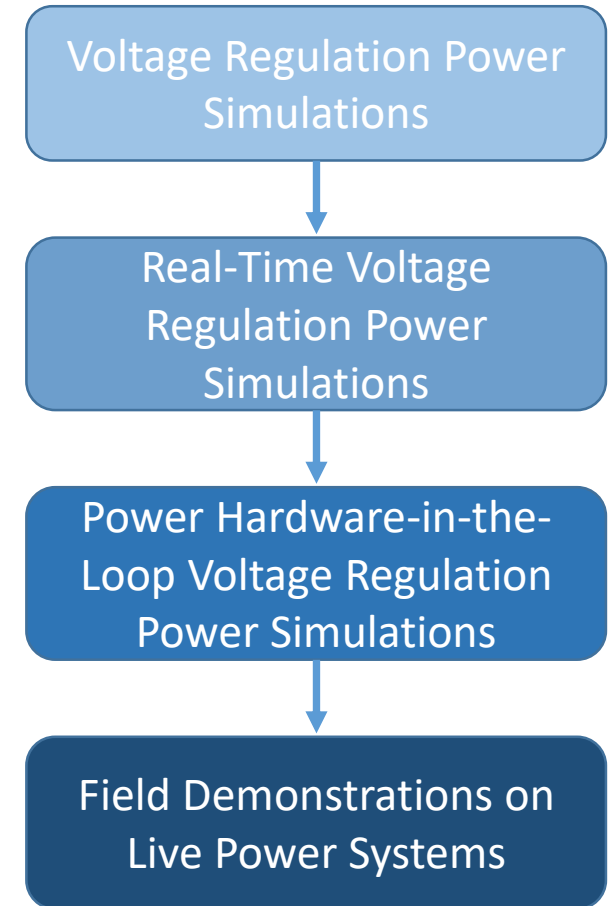 Voltage Regulation Power
Simulations
Real-Time Voltage
Regulation Power
Simulations
Power Hardware-in-the-
Loop Voltage Regulation
Power Simulations
Field Demonstrations on
Live Power Systems